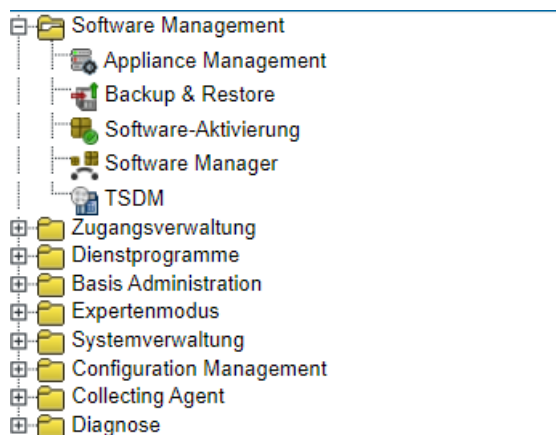 Software Management
Appliance Management
Backup & Restore
Software-Aktivierung
Software Manager
TSDM
Zugangsverwaltung
Dienstprogramme
Basis Administration
Expertenmodus
Systemverwaltung
Configuration Management
Collecting Agent
Diagnose